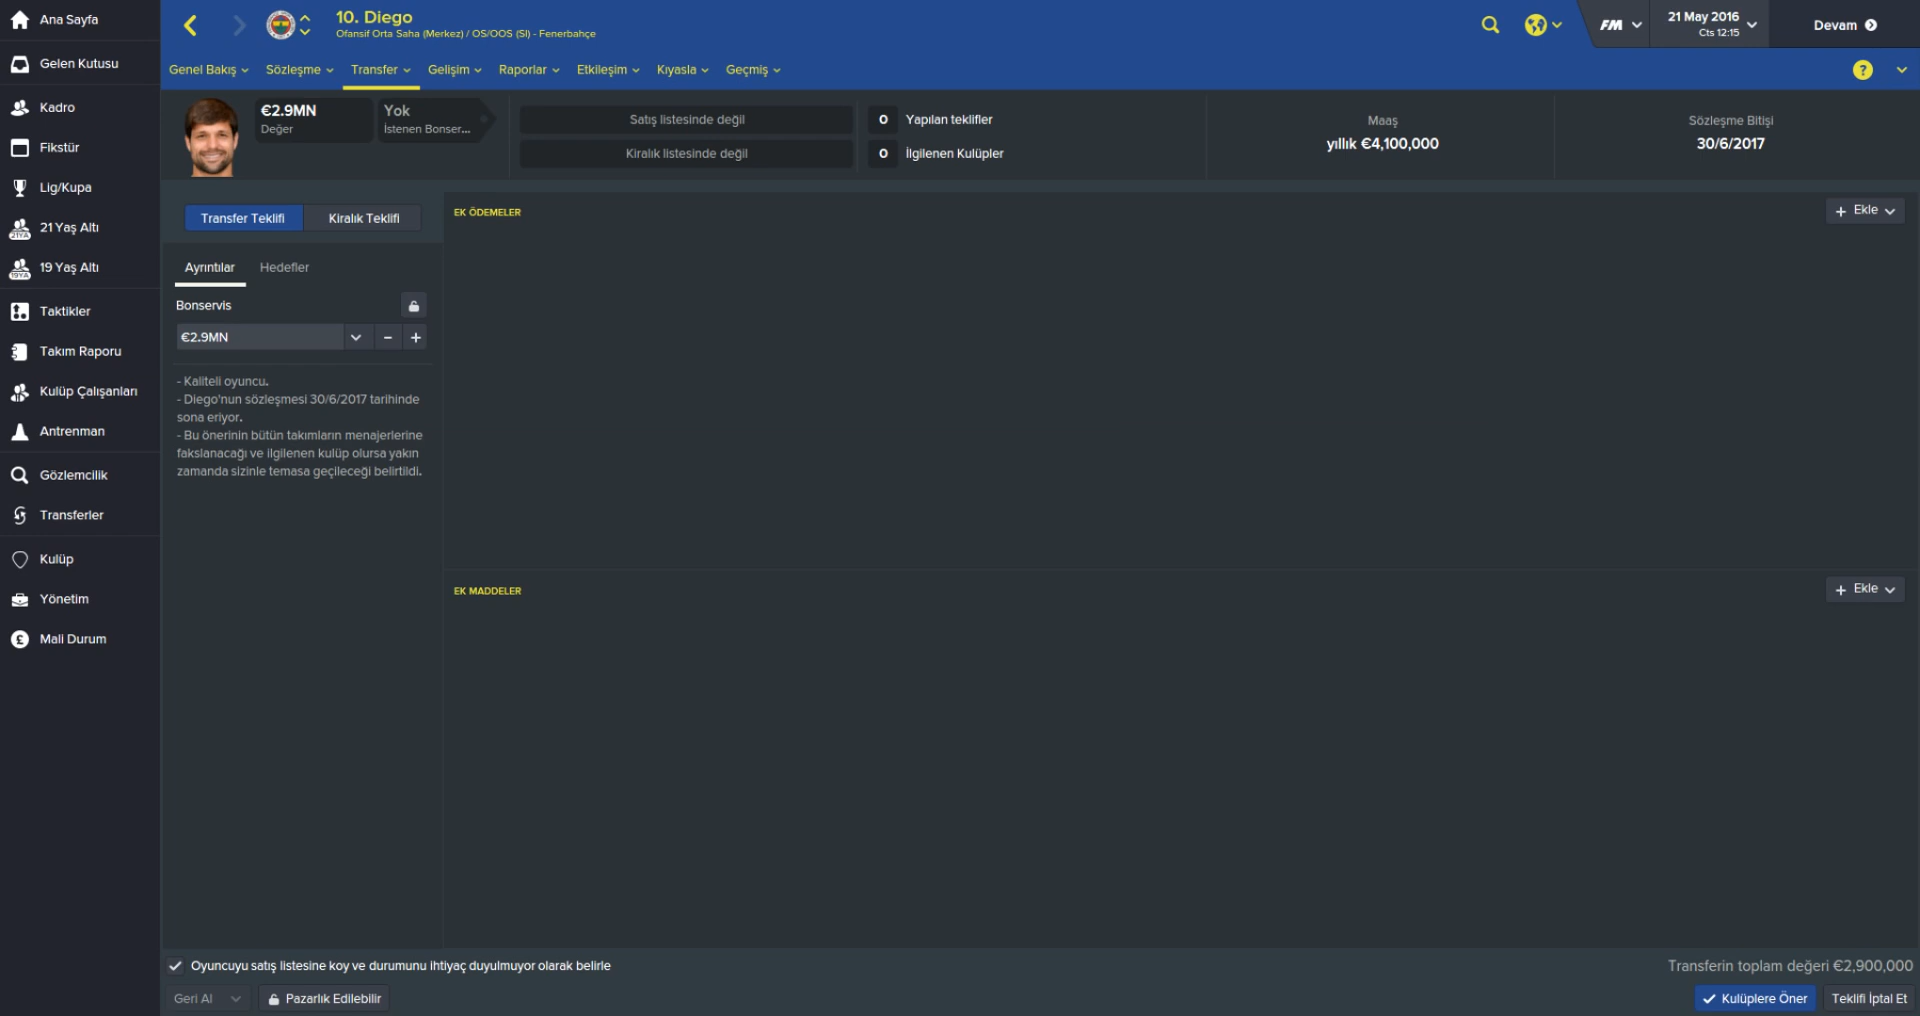 Ana Sayfa
Gelen Kutusu
Kadro
Fikstür
Lig/Kupa
21 Yaş Altı
19 Yaş Altı
Taktikler
Takım Raporu
Kulüp Çalışanları
Antrenman
Gözlemcilik
Transferler
Kulüp
Yönetim
Mali Durum
10. Diego
Ofansif Orta Saha (Merkez) / OS/OOS (Sl) - Fenerbahçe
FM
21 May 2016
Cts 12:15
Devam
Genel Bakış
Sözleşme
Transfer
Gelişim
Raporlar
Etkileşim
Kıyasla
Geçmiş
?
€2.9MN
Değer
Yok
İstenen Bonser...
Satış listesinde değil
Kiralık listesinde değil
0 Yapılan teklifler
0 İlgilenen Kulüpler
Maaş
yıllık €4,100,000
Sözleşme Bitişi
30/6/2017
Transfer Teklifi
Kiralık Teklifi
Ayrıntılar
Hedefler
Bonservis
€2.9MN
- Kaliteli oyuncu.
- Diego'nun sözleşmesi 30/6/2017 tarihinde
sona eriyor.
- Bu önerinin bütün takımların menajerlerine
fakslanacağı ve ilgilenen kulüp olursa yakın
zamanda sizinle temasa geçileceği belirtildi.
EK ÖDEMELER
+ Ekle
EK MADDELER
+ Ekle
Oyuncuyu satış listesine koy ve durumunu ihtiyaç duyulmuyor olarak belirle
Transferin toplam değeri €2,900,000
Geri Al
Pazarlık Edilebilir
Kulüplere Öner
Teklifi İptal Et